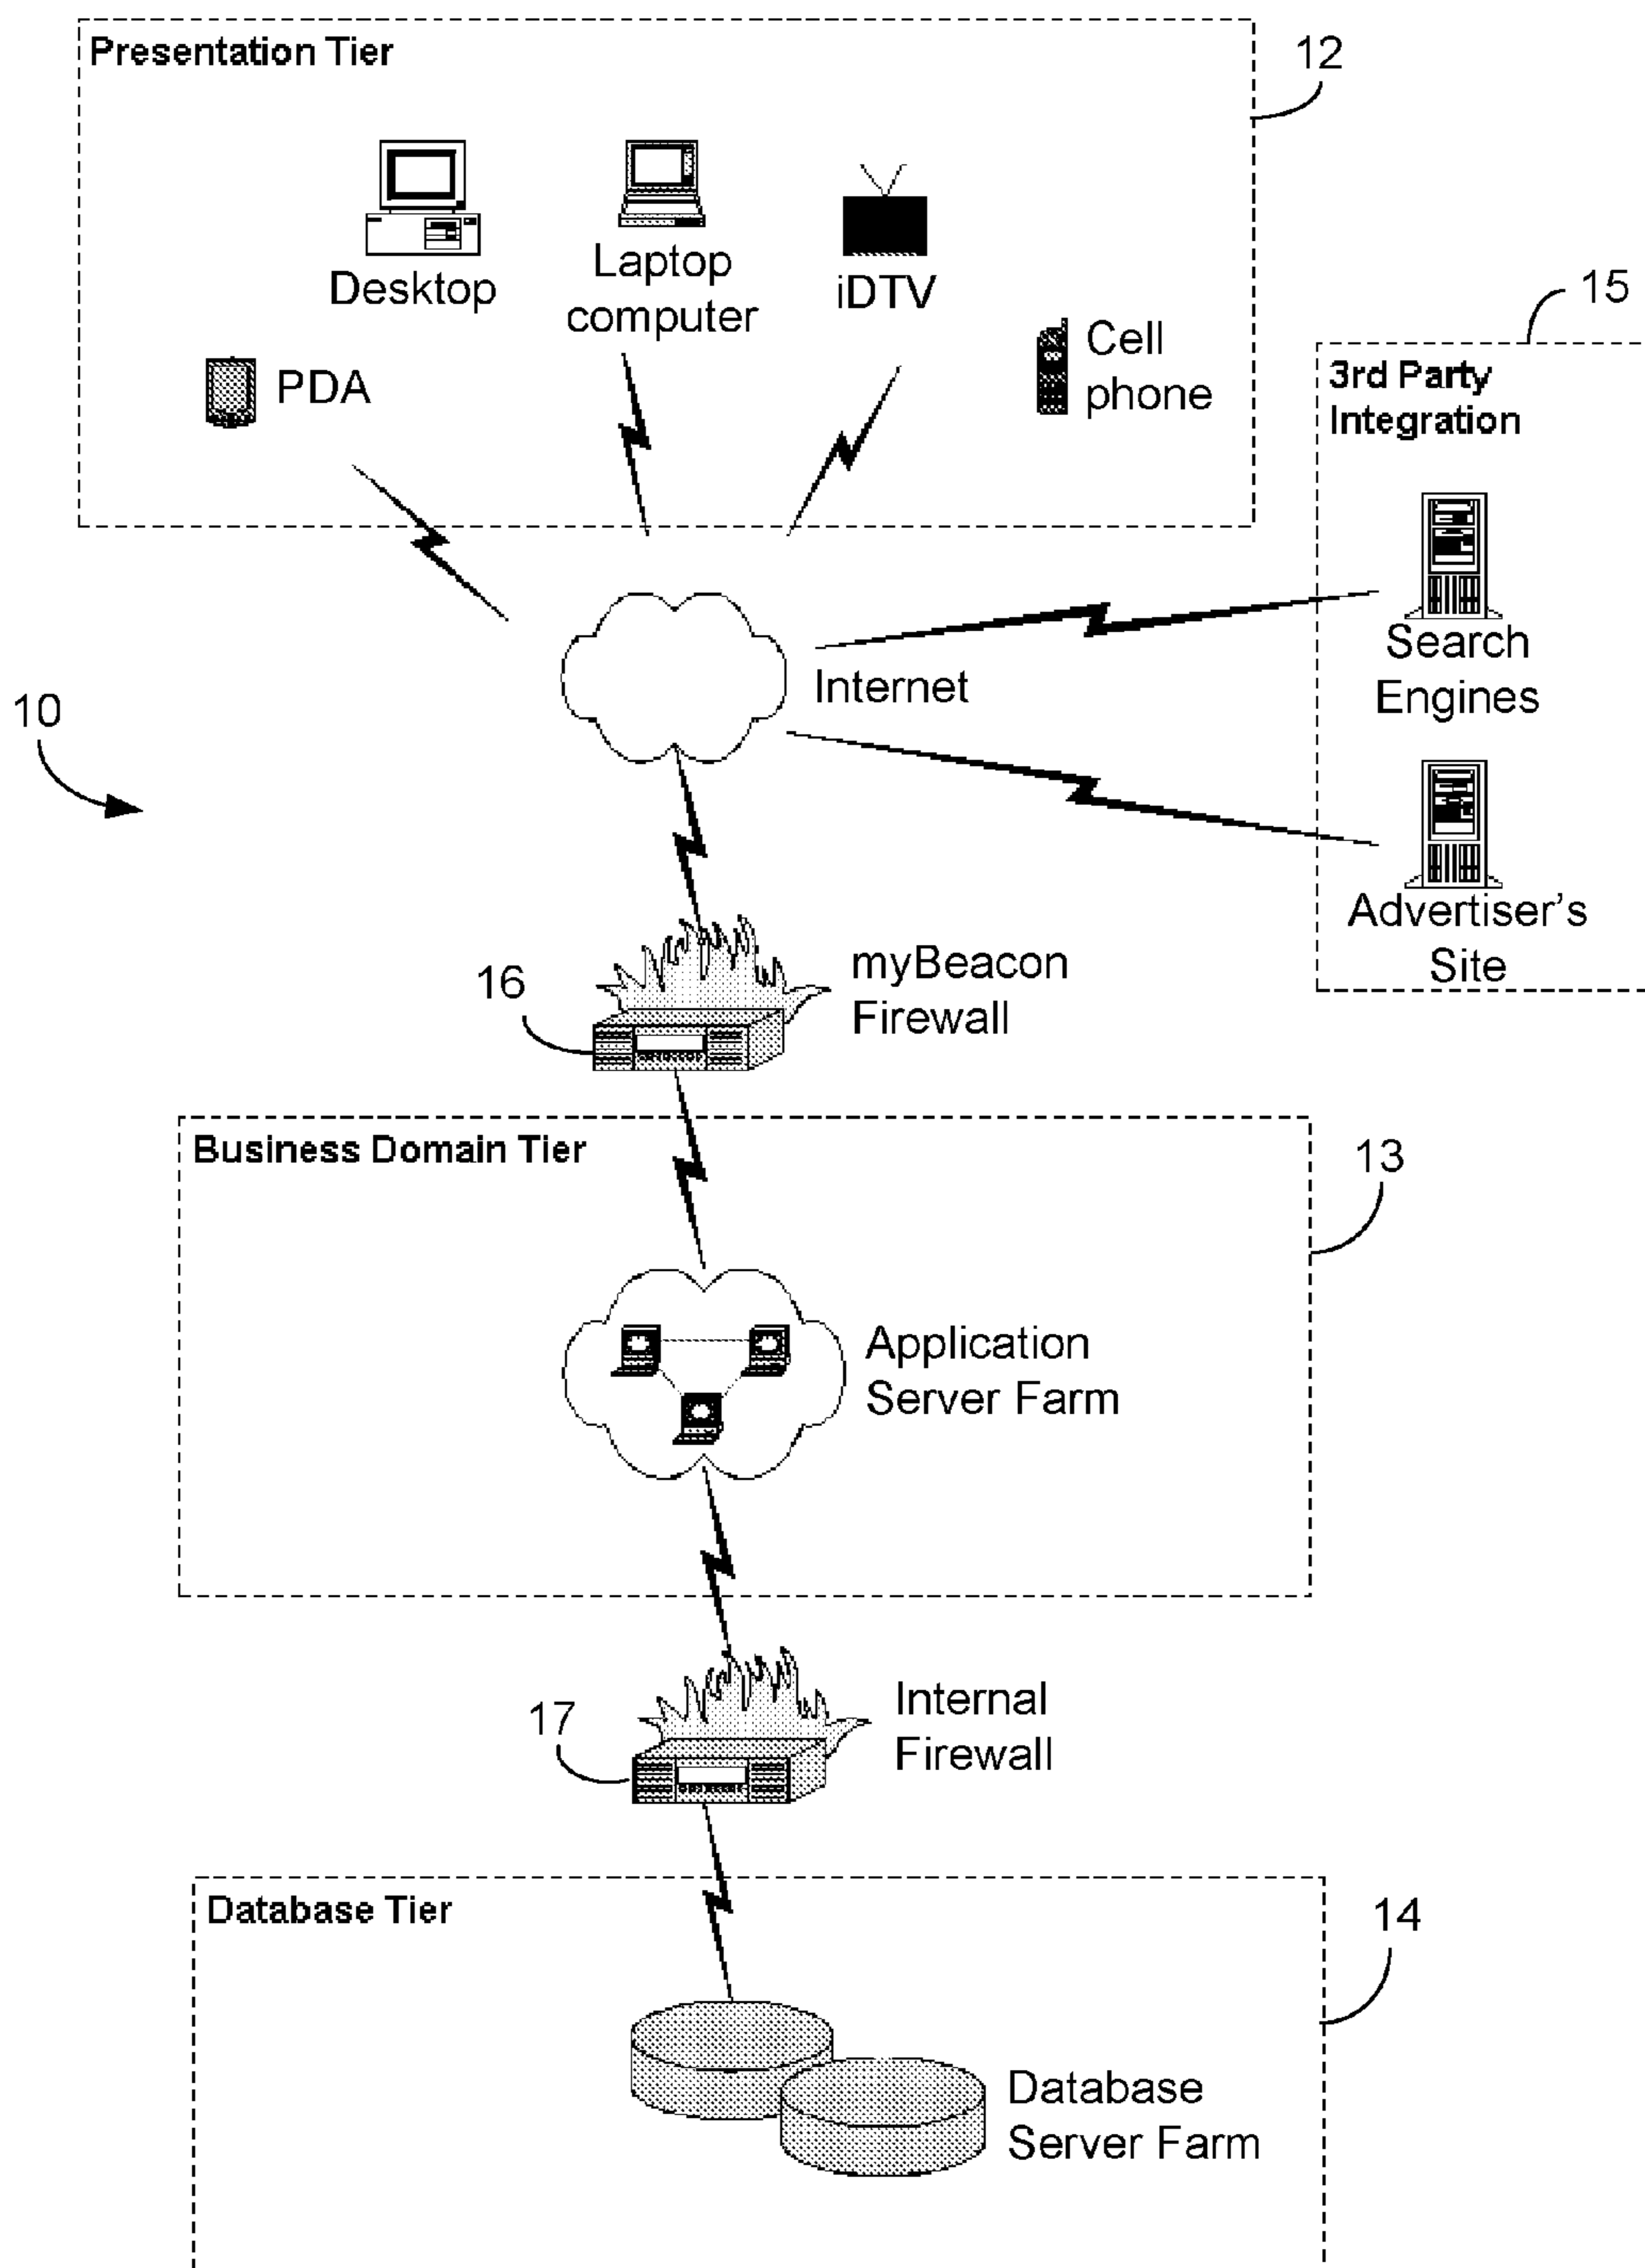 Presentation Tier
12
Desktop
Laptop
computer
iDTV
PDA
Cell
phone
15
3rd Party
Integration
Search
Engines
Internet
10
Advertiser's
Site
myBeacon
Firewall
16
Business Domain Tier
13
Application
Server Farm
Internal
Firewall
17
Database Tier
14
Database
Server Farm